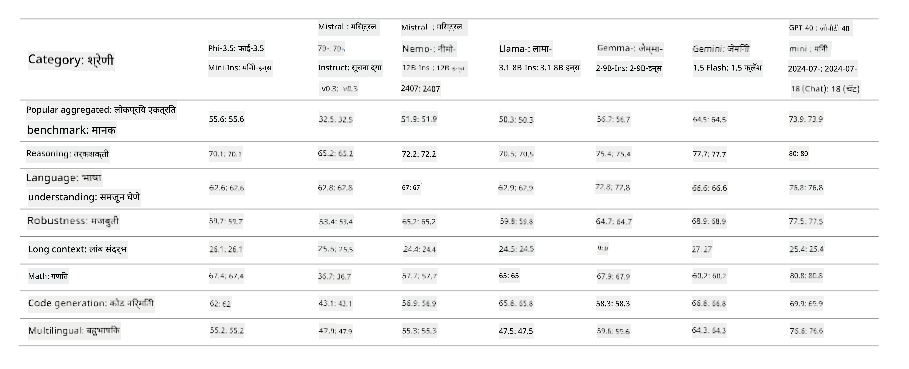 Category: श्रेणी
Phi-3.5: काई-3.5
Mini-Ins: मिनी-इन्स
Mistral : मिस्ट्रल
Instruct: सूचना द्या
v0.3: v0.3
Mistral : मिस्ट्रल
Nemo-: नीमो-
12B-Ins : 12B इन्स
2407: 2407
Llama-: लामा-
3.1-8B-Ins: 3.1-8B-इन्स
Gemma-: जेम्मा-
2-9B-Ins: 2-9B-इन्स
Gemini: जेमिनी
1.5 Flash: 1.5 फ्लॅश
GPT 4o : जीपीटी 4o
mini : मिनी
2024-07-: 2024-07-
18 (Chat): 18 (चॅट)
Popular aggregated: लोकप्रिय एकत्रित
benchmark: मानक
55.6: 55.6
32.5: 32.5
51.9: 51.9
50.3: 50.3
56.7: 56.7
64.5: 64.5
73.9: 73.9
Reasoning: तर्कशक्ती
70.1: 70.1
65.2: 65.2
72.2: 72.2
70.5: 70.5
75.4: 75.4
77.7: 77.7
80: 80
Language: भाषा
understanding: समजून घेणे
62.6: 62.6
62.8: 62.8
67: 67
62.9: 62.9
72.8: 72.8
66.6: 66.6
76.8: 76.8
Robustness: मजबुती
59.7: 59.7
53.4: 53.4
65.2: 65.2
59.8: 59.8
64.7: 64.7
68.9: 68.9
77.5: 77.5
Long context: लांब संदर्भ
26.1: 26.1
25.5: 25.5
24.4: 24.4
24.5: 24.5
27: 27
25.4: 25.4
Math: गणित
67.4: 67.4
36.7: 36.7
57.7: 57.7
65: 65
67.9: 67.9
60.2: 60.2
80.8: 80.8
Code generation: कोड निर्मिती
62: 62
43.1: 43.1
56.9: 56.9
65.8: 65.8
58.3: 58.3
66.8: 66.8
69.9: 69.9
Multilingual: बहुभाषिक
55.2: 55.2
47.9: 47.9
55.3: 55.3
47.5: 47.5
59.6: 59.6
64.3: 64.3
76.6: 76.6